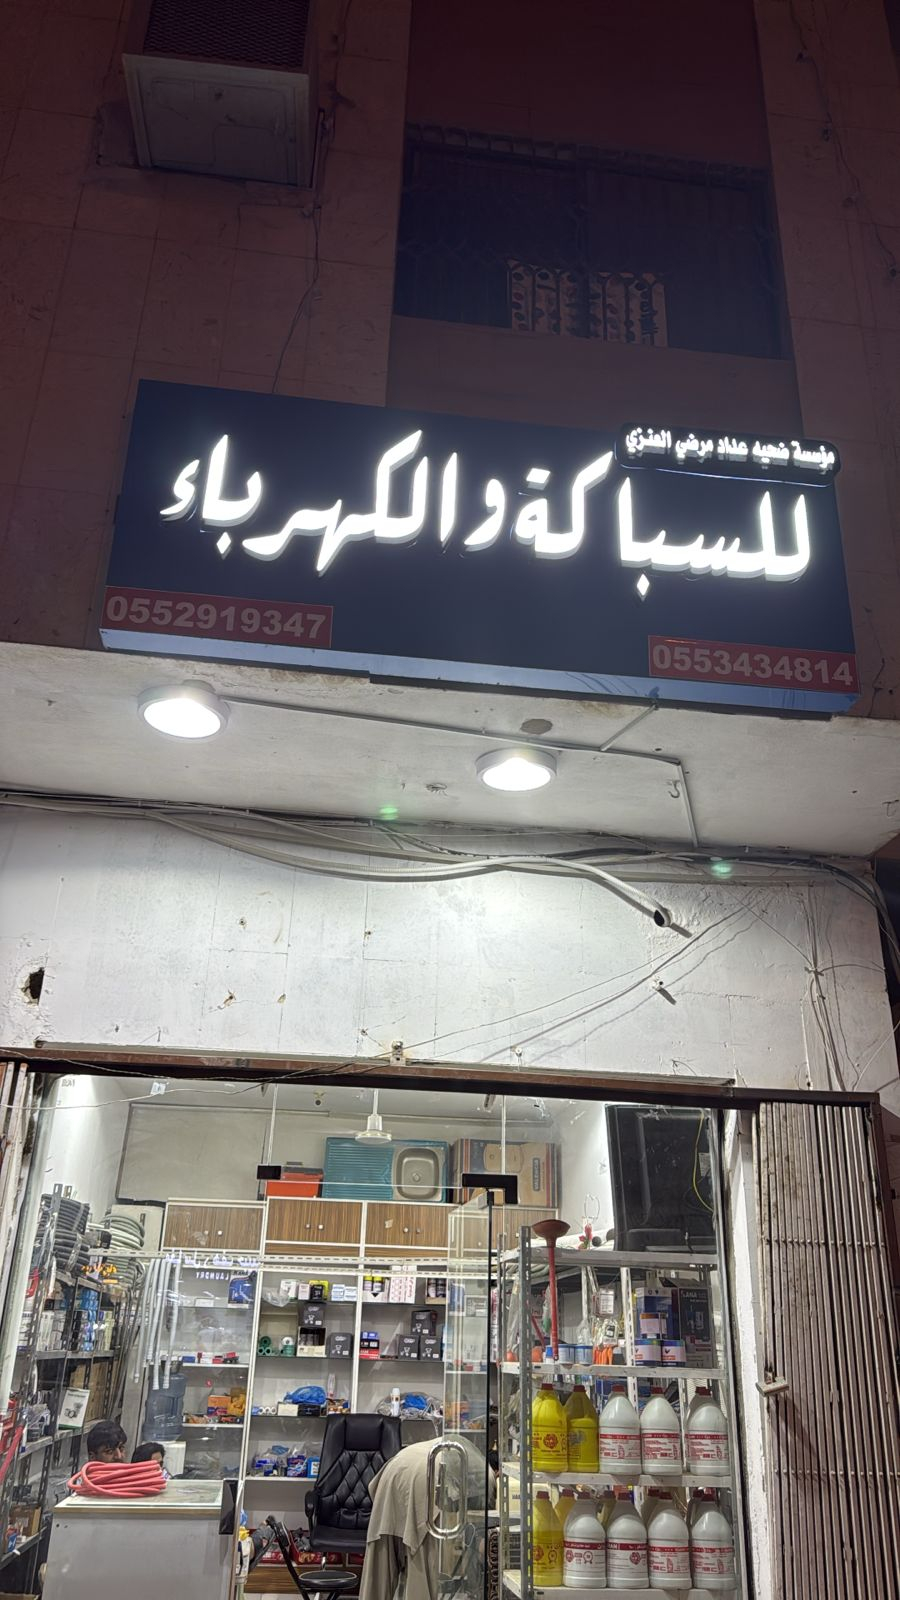 مؤسسة ضحيه عداد مرضي العنزي
للسباكة والكهرباء
0552919347
0553434814